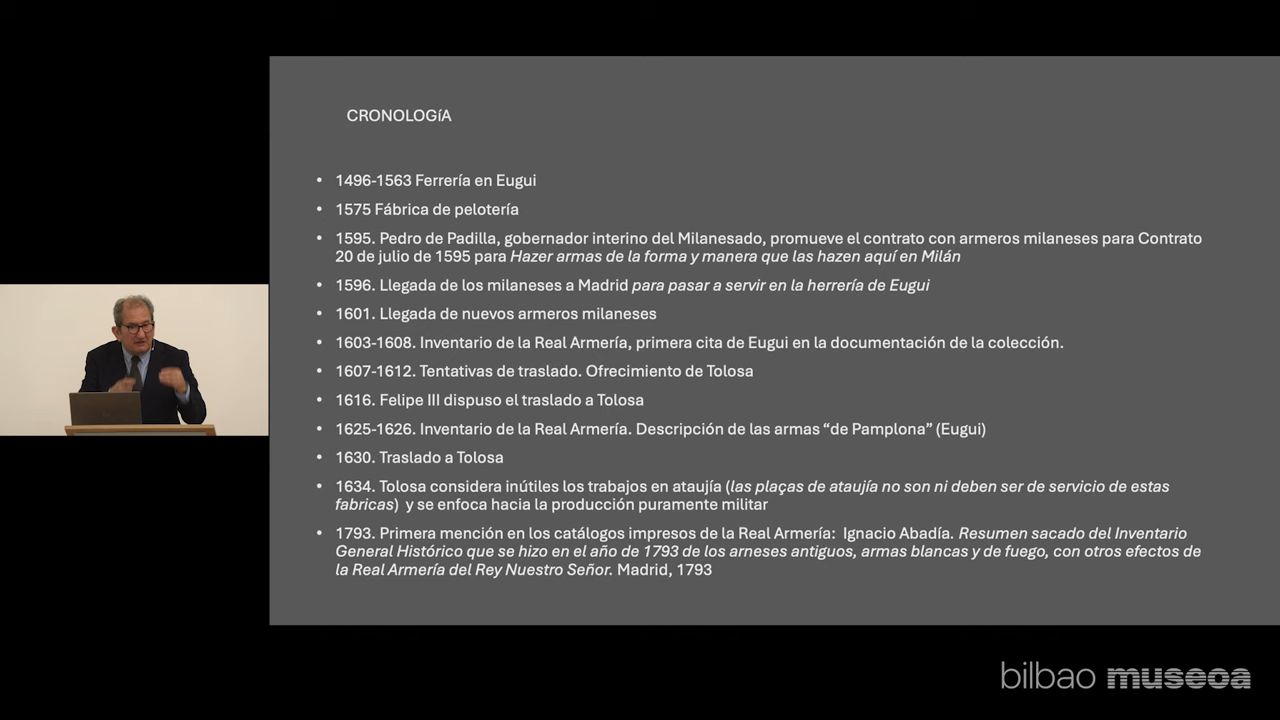 CRONOLOGíA
• 1496-1563 Ferrería en Eugui
• 1575 Fábrica de pelotería
• 1595. Pedro de Padilla, gobernador interino del Milanesado, promueve el contrato con armeros milaneses para Contrato
20 de julio de 1595 para Hazer armas de la forma y manera que las hazen aquí en Milán
• 1596. Llegada de los milaneses a Madrid para pasar a servir en la herrería de Eugui
• 1601. Llegada de nuevos armeros milaneses
• 1603-1608. Inventario de la Real Armería, primera cita de Eugui en la documentación de la colección.
• 1607-1612. Tentativas de traslado. Ofrecimiento de Tolosa
• 1616. Felipe III dispuso el traslado a Tolosa
• 1625-1626. Inventario de la Real Armería. Descripción de las armas “de Pamplona” (Eugui)
• 1630. Traslado a Tolosa
• 1634. Tolosa considera inútiles los trabajos en ataujía (las plaças de ataujía no son ni deben ser de servicio de estas
fabricas) y se enfoca hacia la producción puramente militar
• 1793. Primera mención en los catálogos impresos de la Real Armería: Ignacio Abadía. Resumen sacado del Inventario
General Histórico que se hizo en el año de 1793 de los arneses antiguos, armas blancas y de fuego, con otros efectos de
la Real Armería del Rey Nuestro Señor. Madrid, 1793
bilbao museoa